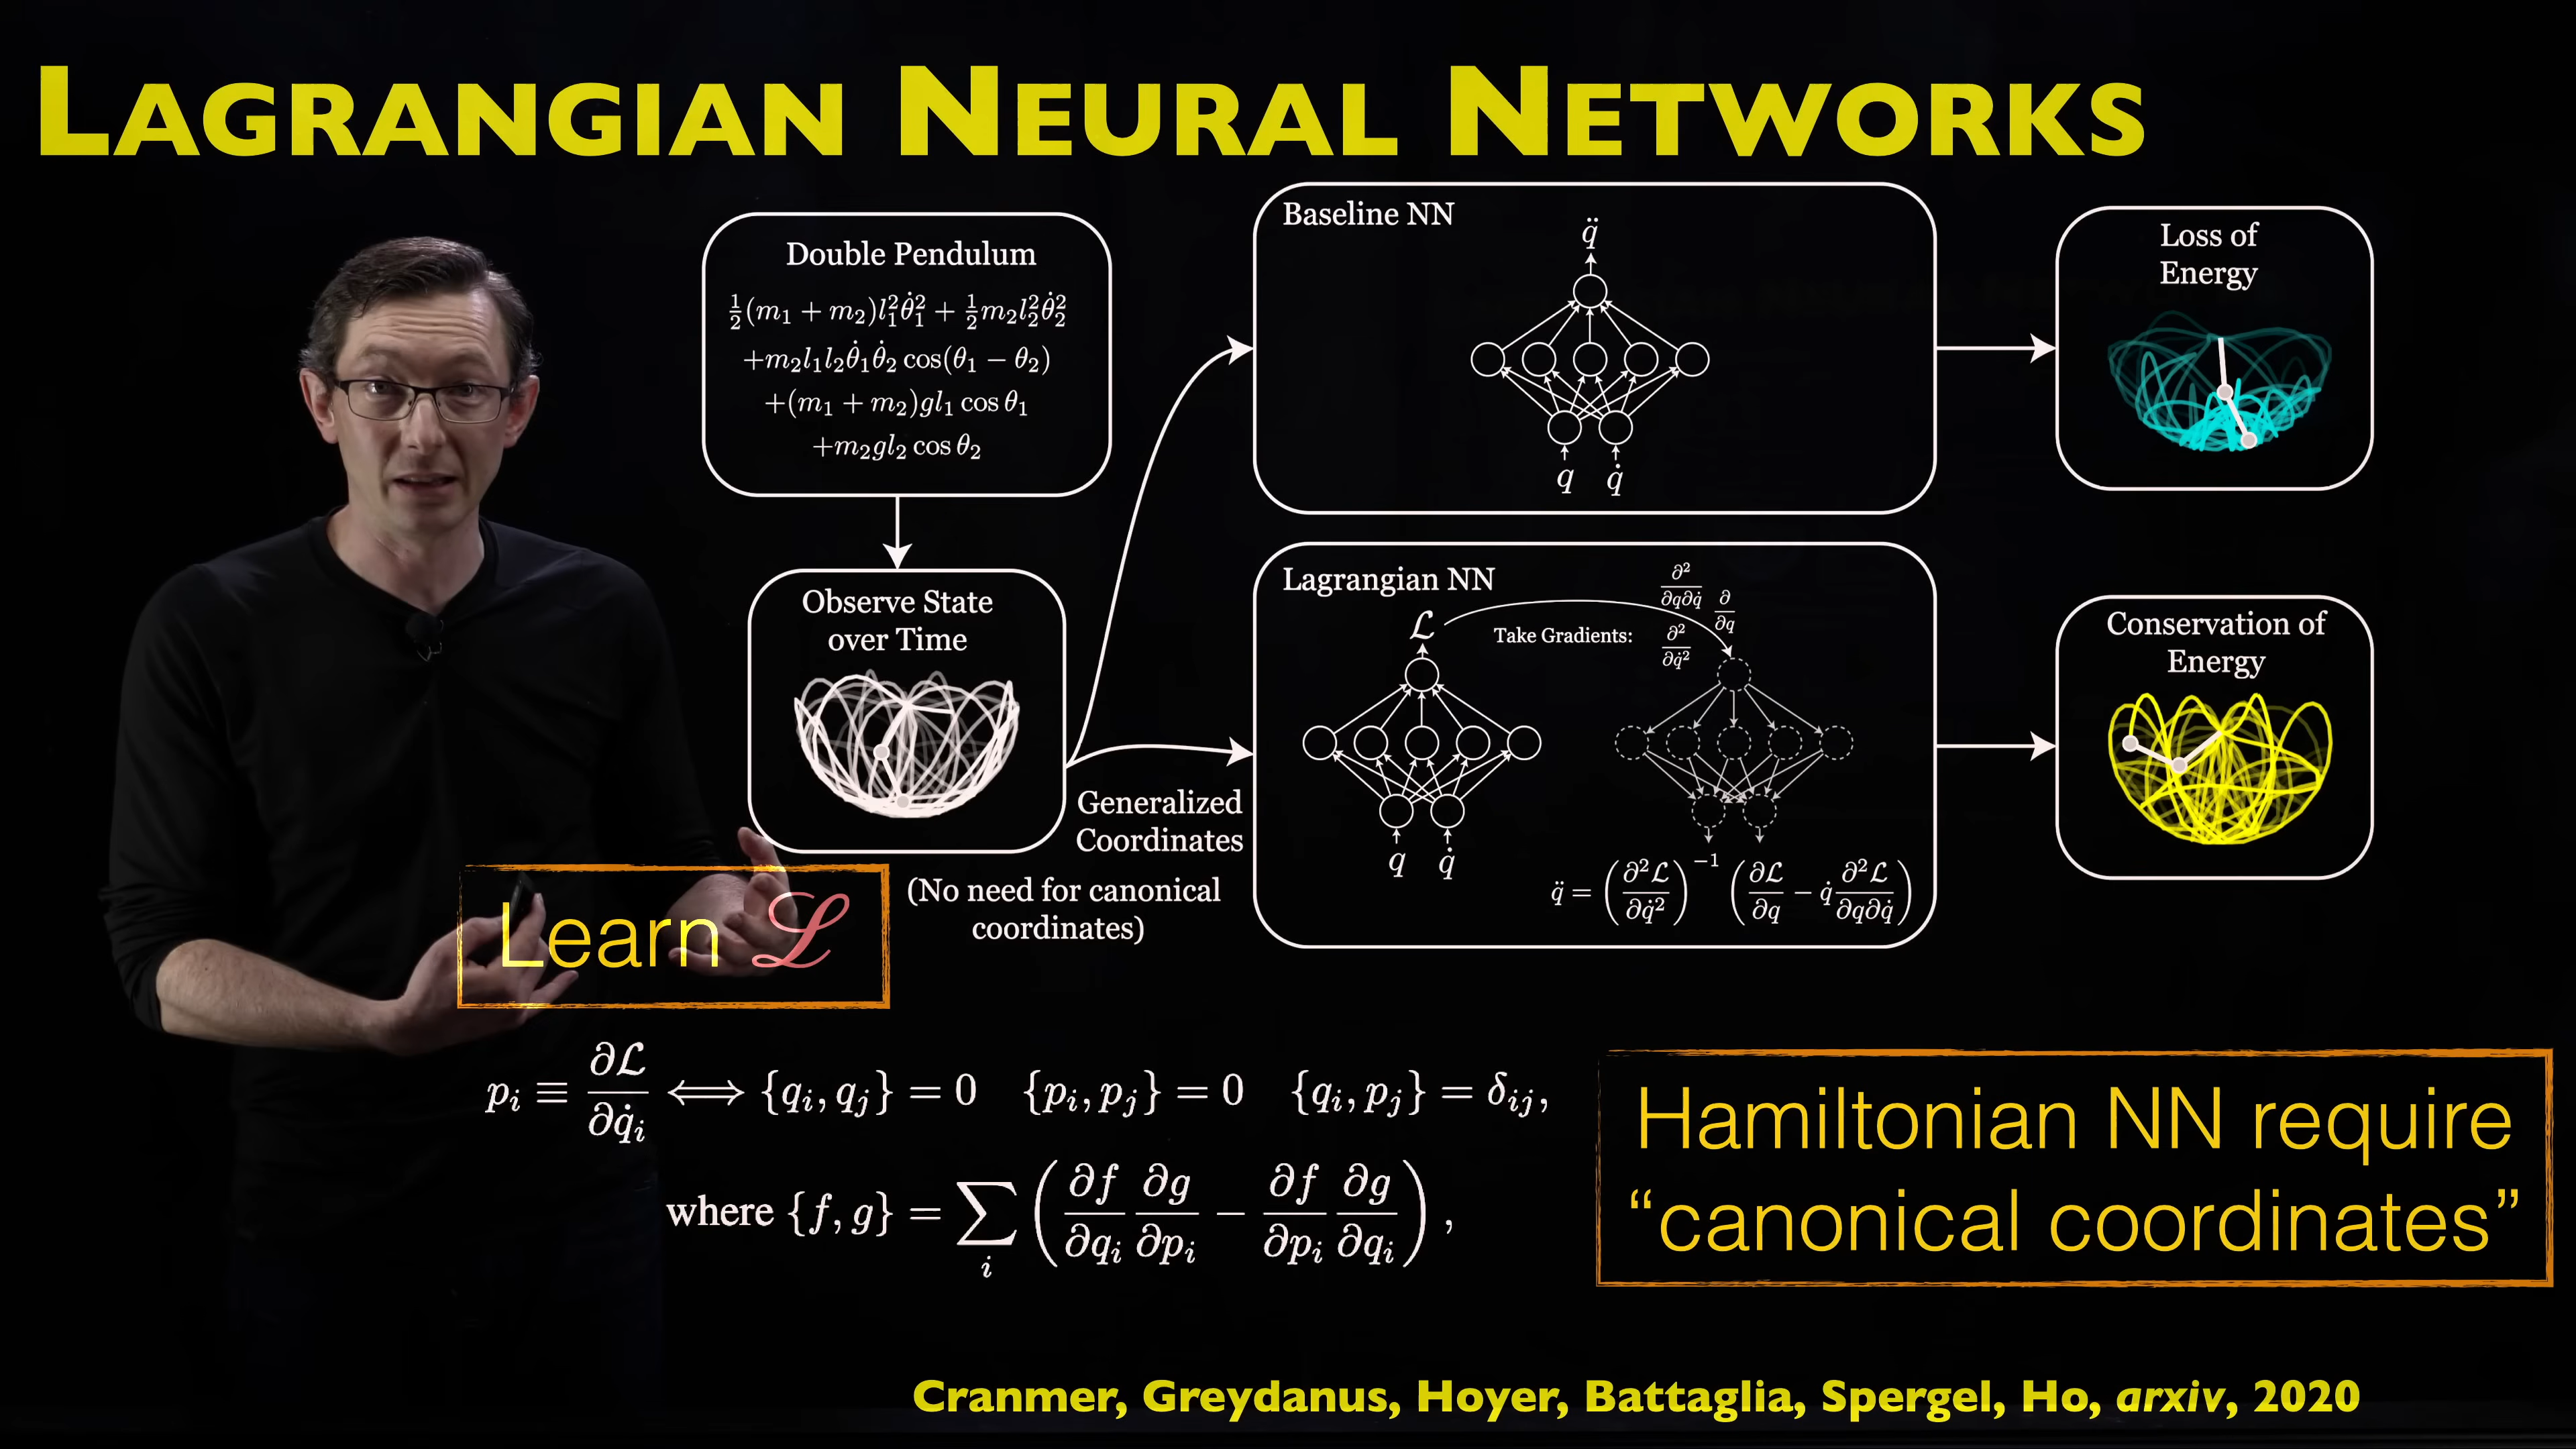 LAGRANGIAN NEURAL NETWORKS
Double Pendulum
½(m₁ + m₂)l₁²θ̇₁² + ½m₂l₂²θ̇₂²
+m₂l₁l₂θ̇₁θ̇₂ cos(θ₁ − θ₂)
+(m₁ + m₂)gl₁ cos θ₁
+m₂gl₂ cos θ₂
Observe State
over Time
Generalized
Coordinates
(No need for canonical
coordinates)
Baseline NN
q̈
q q̇
Loss of
Energy
Lagrangian NN
ℒ
Take Gradients:
∂²/∂q∂q̇ ∂/∂q
∂²/∂q̇²
q q̇
q̈ = (∂²ℒ/∂q̇²)⁻¹ (∂ℒ/∂q − q̇ ∂²ℒ/∂q∂q̇)
Conservation of
Energy
Learn ℒ
pᵢ ≡ ∂ℒ/∂q̇ᵢ ⟺ {qᵢ, qⱼ} = 0 {pᵢ, pⱼ} = 0 {qᵢ, pⱼ} = δᵢⱼ,
where {f, g} = ∑ᵢ (∂f/∂qᵢ ∂g/∂pᵢ − ∂f/∂pᵢ ∂g/∂qᵢ),
Hamiltonian NN require
“canonical coordinates”
Cranmer, Greydanus, Hoyer, Battaglia, Spergel, Ho, arxiv, 2020